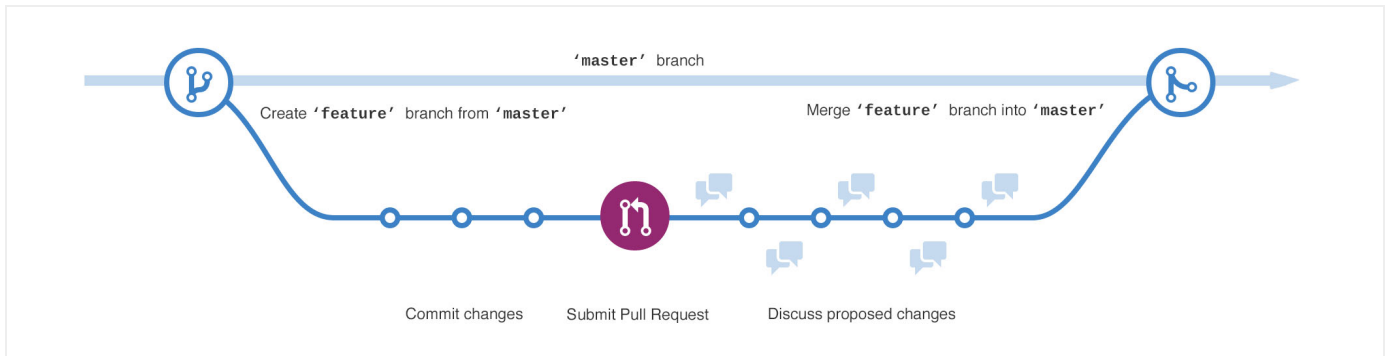 ‘master’ branch
Create ‘feature’ branch from ‘master’
Merge ‘feature’ branch into ‘master’
Commit changes
Submit Pull Request
Discuss proposed changes